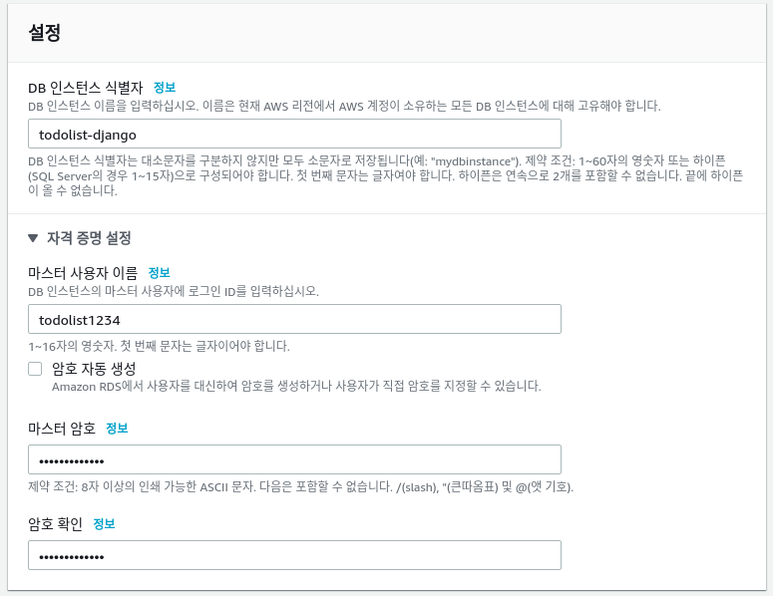 설정
DB 인스턴스 식별자 정보
DB 인스턴스 이름을 입력하십시오. 이름은 현재 AWS 리전에서 AWS 계정이 소유하는 모든 DB 인스턴스에 대해 고유해야 합니다.
todolist-django
DB 인스턴스 식별자는 대소문자를 구분하지 않지만 모두 소문자로 저장됩니다(예: "mydbinstance"). 제약 조건: 1~60자의 영숫자 또는 하이픈
(SQL Server의 경우 1~15자)으로 구성되어야 합니다. 첫 번째 문자는 글자여야 합니다. 하이픈은 연속으로 2개를 포함할 수 없습니다. 끝에 하이픈
이 올 수 없습니다.
▼ 자격 증명 설정
마스터 사용자 이름 정보
DB 인스턴스의 마스터 사용자에 로그인 ID를 입력하십시오.
todolist1234
1~16자의 영숫자. 첫 번째 문자는 글자이어야 합니다.
암호 자동 생성
Amazon RDS에서 사용자를 대신하여 암호를 생성하거나 사용자가 직접 암호를 지정할 수 있습니다.
마스터 암호 정보
•••••••••••••
제약 조건: 8자 이상의 인쇄 가능한 ASCII 문자. 다음은 포함할 수 없습니다. /(slash), "(큰따옴표) 및 @(앳 기호).
암호 확인 정보
•••••••••••••